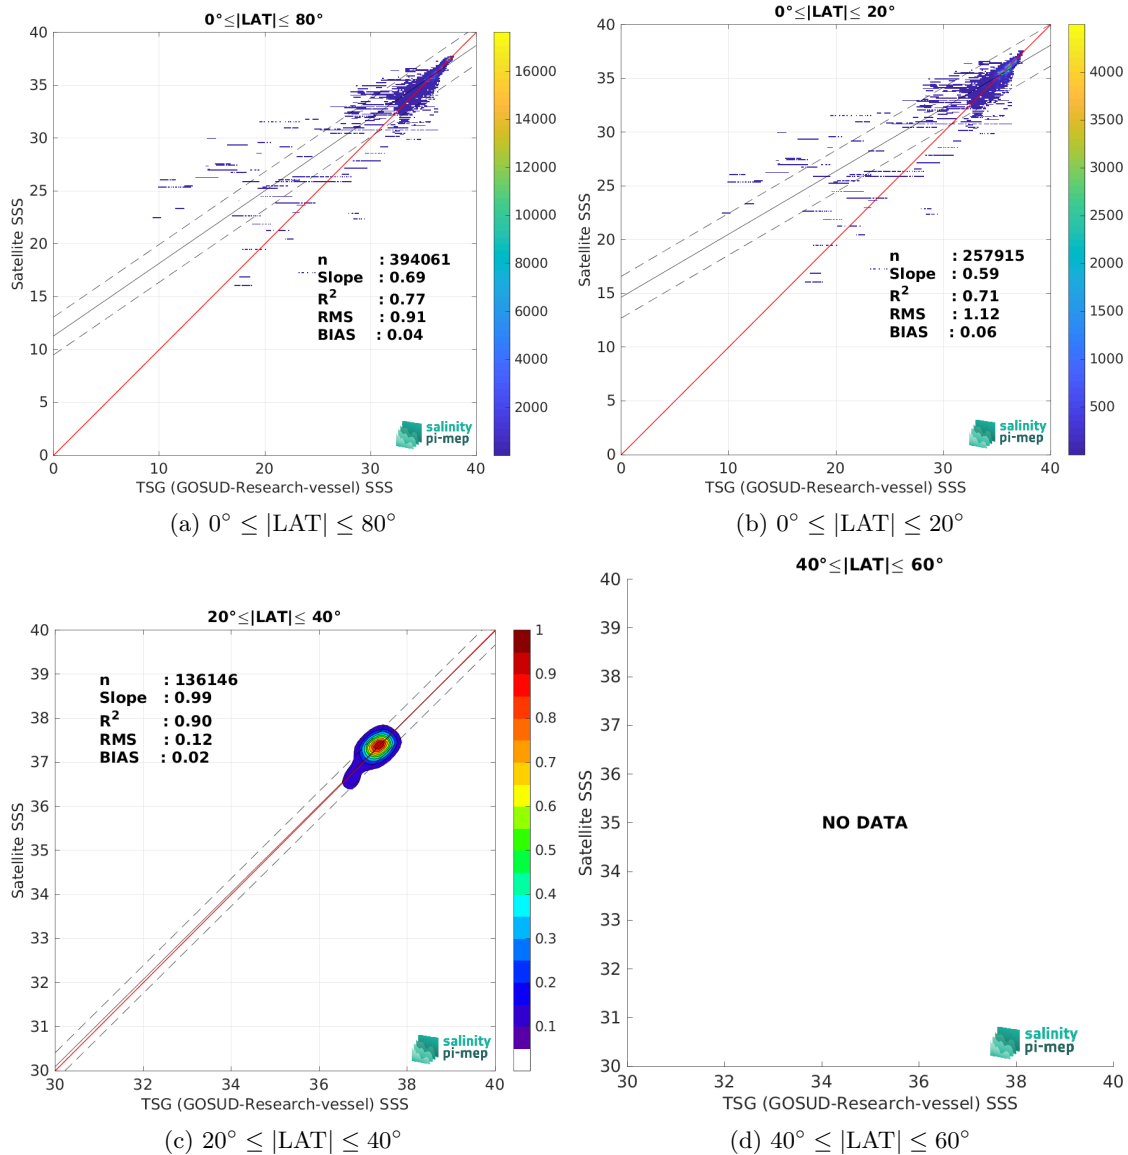 0°≤|LAT|≤ 80°
40
35
30
25
20
15
10
5
0
Satellite SSS
n : 394061
Slope : 0.69
R2 : 0.77
RMS : 0.91
BIAS : 0.04
salinity
pi-mep
0 10 20 30 40
TSG (GOSUD-Research-vessel) SSS
16000
14000
12000
10000
8000
6000
4000
2000
(a) 0° ≤ |LAT| ≤ 80°
0°≤|LAT|≤ 20°
40
35
30
25
20
15
10
5
0
Satellite SSS
n : 257915
Slope : 0.59
R2 : 0.71
RMS : 1.12
BIAS : 0.06
salinity
pi-mep
0 10 20 30 40
TSG (GOSUD-Research-vessel) SSS
4000
3500
3000
2500
2000
1500
1000
500
(b) 0° ≤ |LAT| ≤ 20°
20°≤|LAT|≤ 40°
40
39
38
37
36
35
34
33
32
31
30
Satellite SSS
n : 136146
Slope : 0.99
R2 : 0.90
RMS : 0.12
BIAS : 0.02
salinity
pi-mep
30 32 34 36 38 40
TSG (GOSUD-Research-vessel) SSS
1
0.9
0.8
0.7
0.6
0.5
0.4
0.3
0.2
0.1
(c) 20° ≤ |LAT| ≤ 40°
40°≤|LAT|≤ 60°
40
39
38
37
36
35
34
33
32
31
30
Satellite SSS
NO DATA
salinity
pi-mep
30 32 34 36 38 40
TSG (GOSUD-Research-vessel) SSS
(d) 40° ≤ |LAT| ≤ 60°